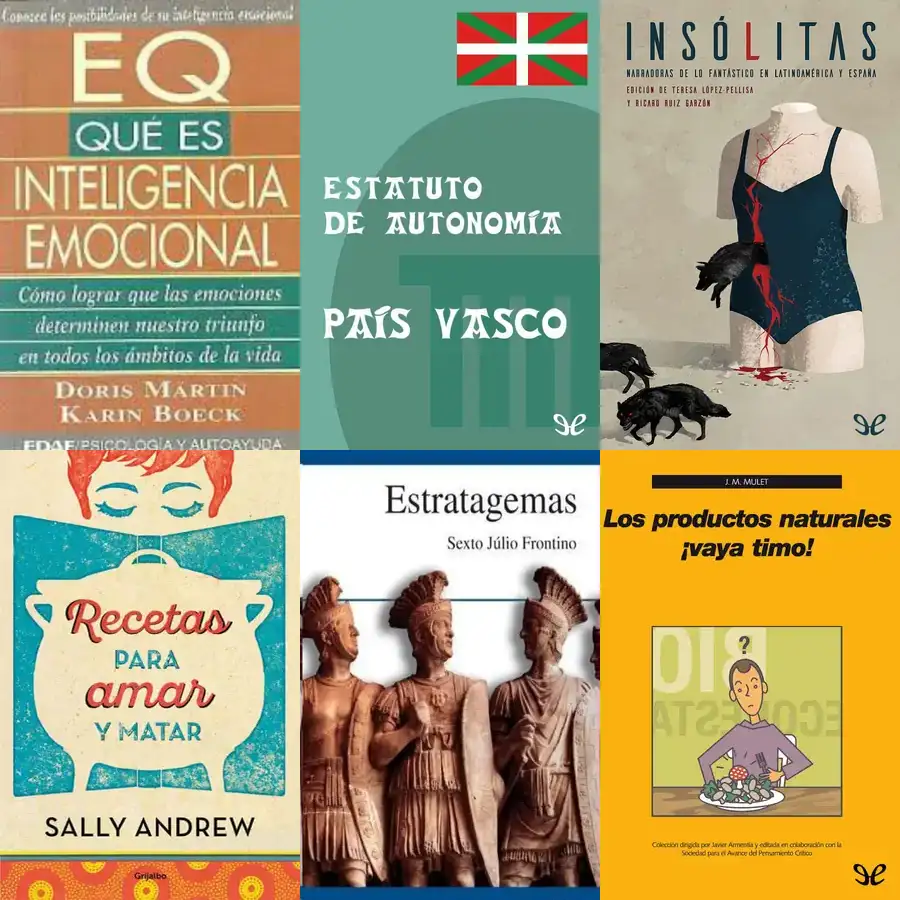 Conozca las posibilidades de su inteligencia emocional
EQ
QUÉ ES
INTELIGENCIA
EMOCIONAL
Cómo lograr que las emociones
determinen nuestro triunfo
en todos los ámbitos de la vida
DORIS MÄRTIN
KARIN BOECK
EDAF/PSICOLOGÍA Y AUTOAYUDA
ESTATUTO
DE AUTONOMÍA
PAÍS VASCO
INSÓLITAS
NARRADORAS DE LO FANTÁSTICO EN LATINOAMÉRICA Y ESPAÑA
EDICIÓN DE TERESA LÓPEZ-PELLISA
Y RICARD RUIZ GARZÓN
Recetas
PARA
amar
Y MATAR
SALLY ANDREW
Grijalbo
Estratagemas
Sexto Júlio Frontino
J. M. MULET
Los productos naturales
¡vaya timo!
BIO
?
Colección dirigida por Javier Armentia y editada en colaboración con la
Sociedad para el Avance del Pensamiento Crítico